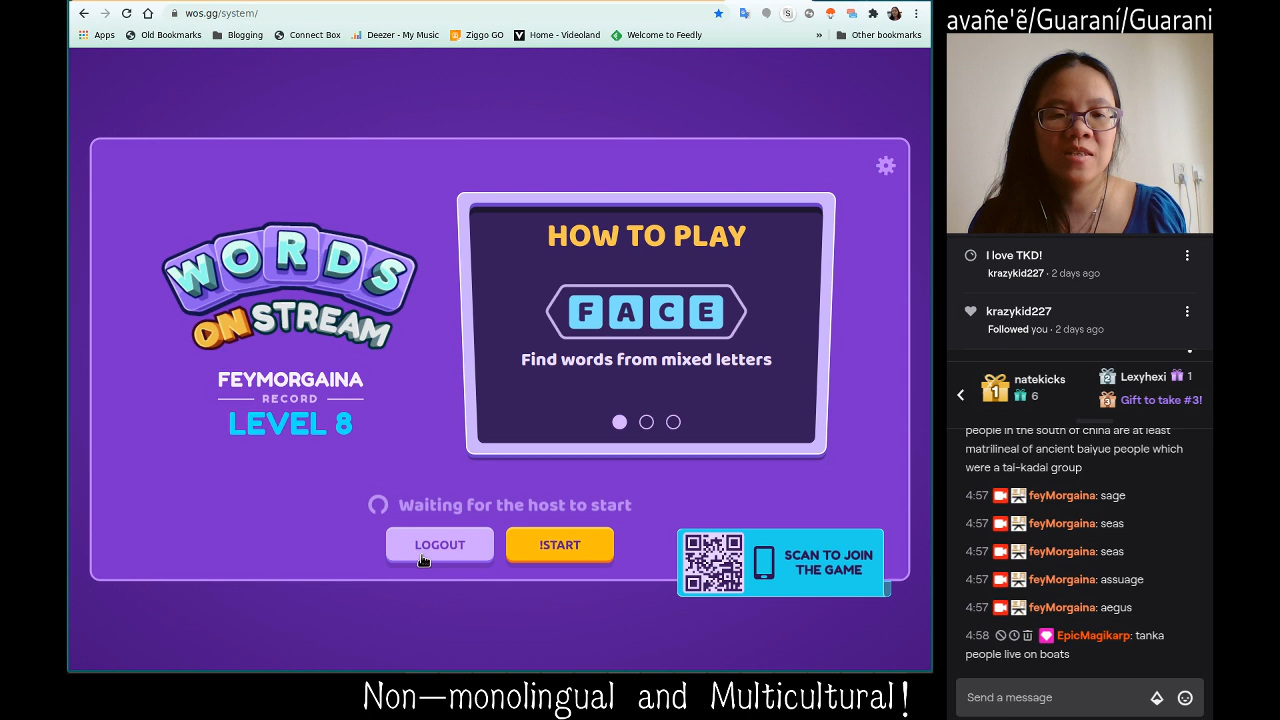 wos.gg/system/
Apps
Old Bookmarks
Blogging
Connect Box
Deezer - My Music
Ziggo GO
Home - Videoland
Welcome to Feedly
»
Other bookmarks
WORDS
ON STREAM
FEYMORGAINA
RECORD
LEVEL 8
HOW TO PLAY
FACE
Find words from mixed letters
Waiting for the host to start
LOGOUT
!START
SCAN TO JOIN
THE GAME
avañe'ẽ/Guaraní/Guarani
I love TKD!
krazykid227 · 2 days ago
krazykid227
Followed you · 2 days ago
1
natekicks
6
2
Lexyhexi
1
3
Gift to take #3!
people in the south of china are at least
matrilineal of ancient baiyue people which
were a tai-kadai group
4:57 feyMorgaina: sage
4:57 feyMorgaina: seas
4:57 feyMorgaina: seas
4:57 feyMorgaina: assuage
4:57 feyMorgaina: aegus
4:58 EpicMagikarp: tanka
people live on boats
Send a message
Non-monolingual and Multicultural!